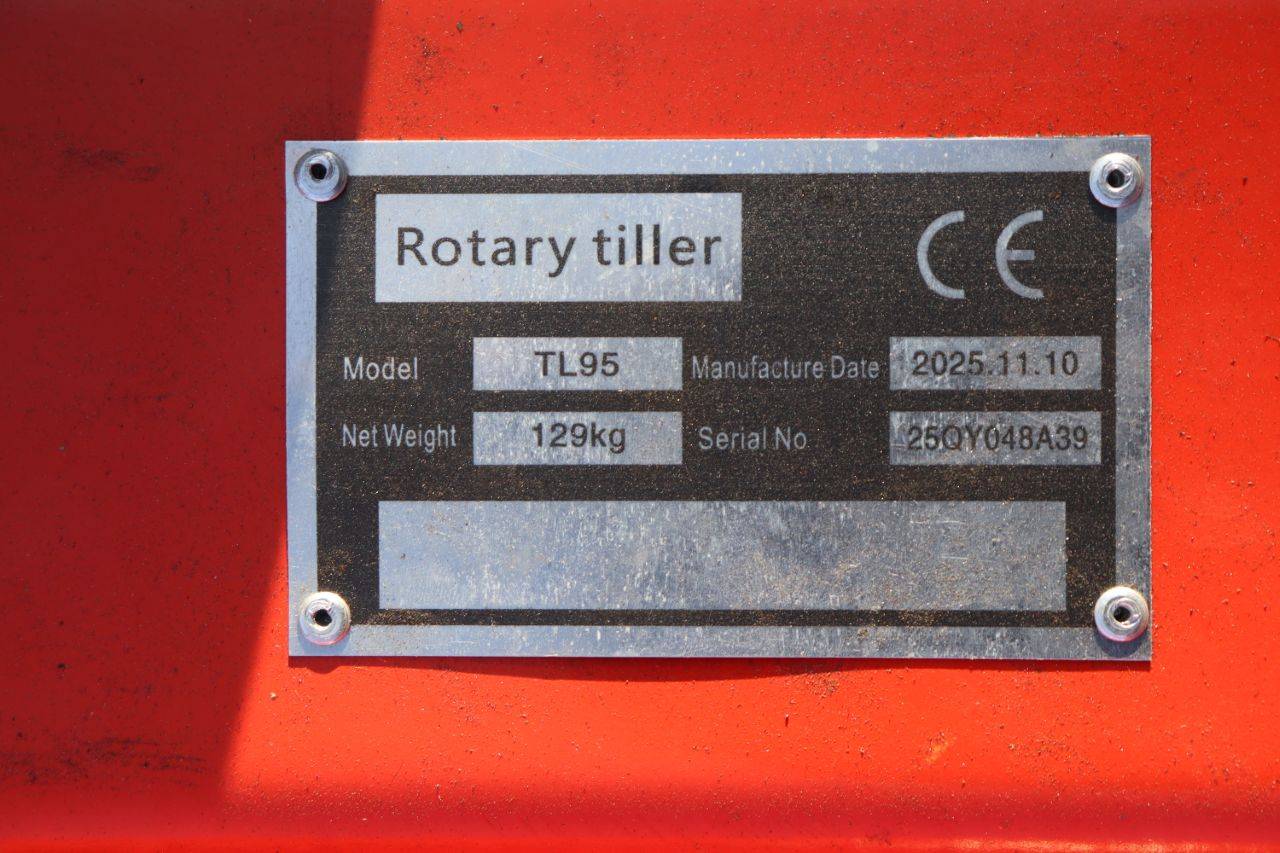 Rotary tiller CE
Model TL95 Manufacture Date 2025.11.10
Net Weight 129kg Serial No 25QY048A39